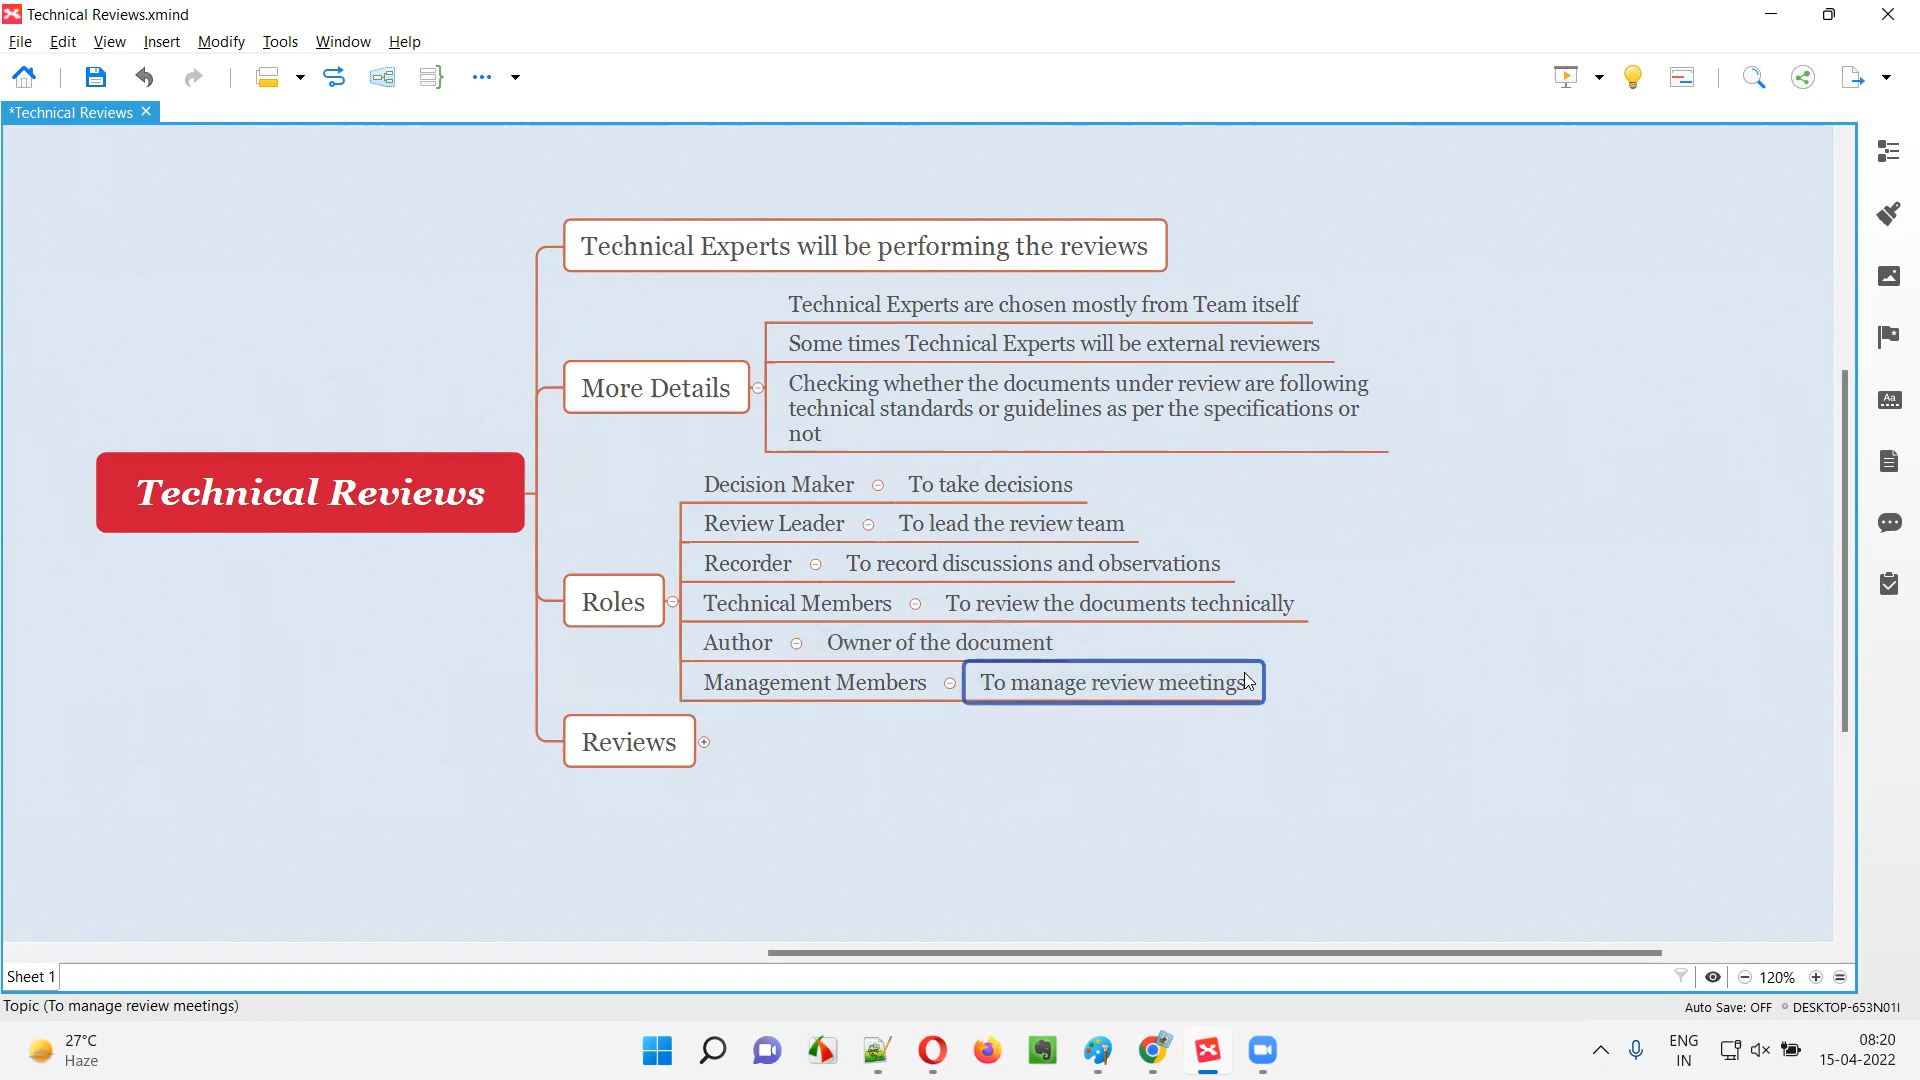 Technical Reviews.xmind
File Edit View Insert Modify Tools Window Help
*Technical Reviews
Technical Experts will be performing the reviews
Technical Experts are chosen mostly from Team itself
Some times Technical Experts will be external reviewers
More Details
Checking whether the documents under review are following
technical standards or guidelines as per the specifications or
not
Technical Reviews
Decision Maker To take decisions
Review Leader To lead the review team
Recorder To record discussions and observations
Roles
Technical Members To review the documents technically
Author Owner of the document
Management Members To manage review meetings
Reviews
Aa
Sheet 1
120%
Topic (To manage review meetings)
Auto Save: OFF DESKTOP-653N01I
27°C
Haze
ENG
IN
08:20
15-04-2022